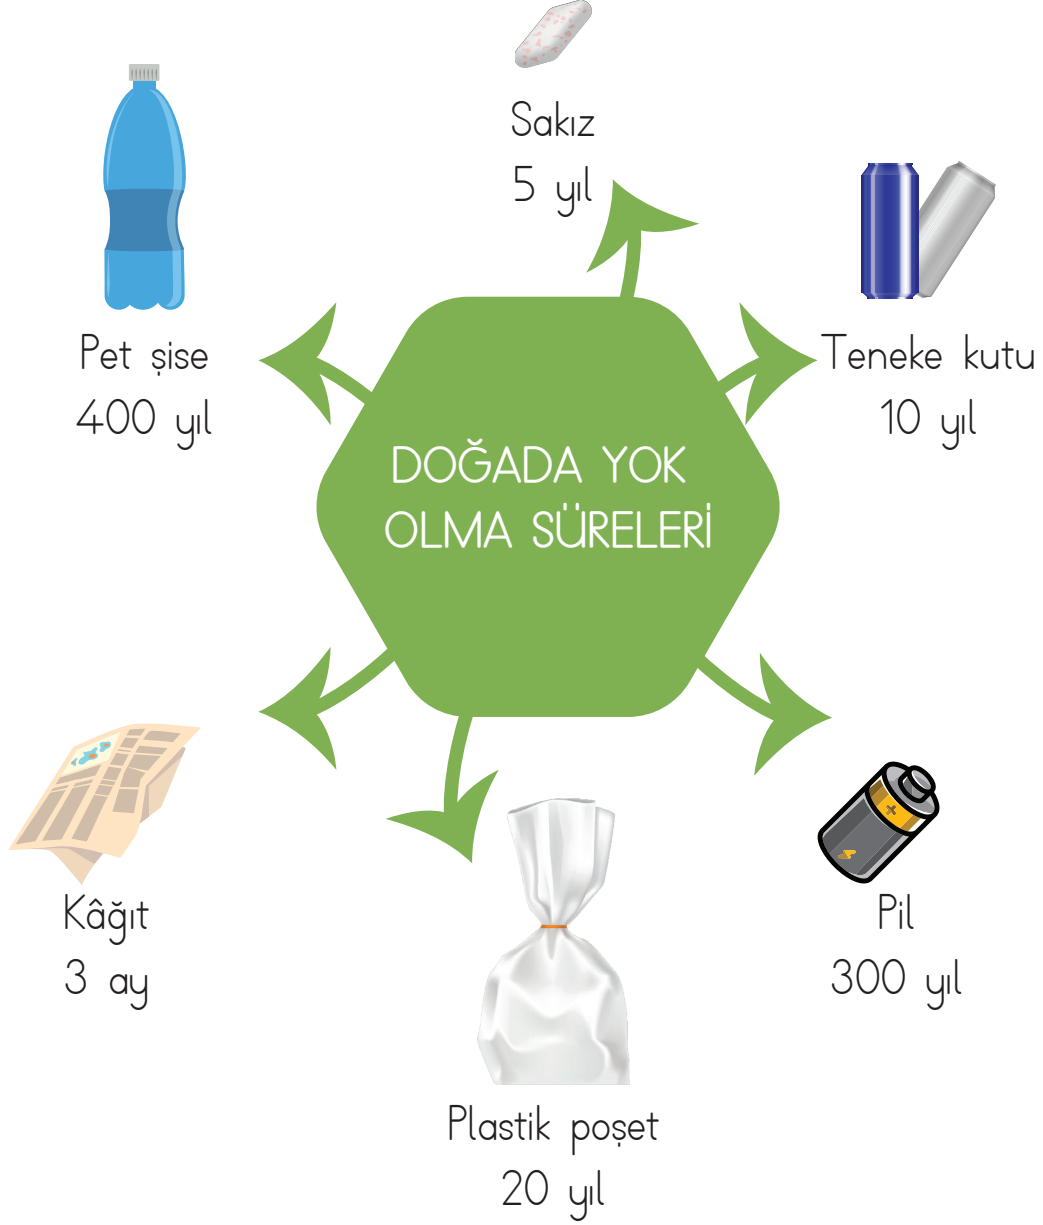 Sakız
5 yıl
Pet şise
400 yıl
Teneke kutu
10 yıl
DOĞADA YOK
OLMA SÜRELERİ
Kâğıt
3 ay
Pil
300 yıl
Plastik poşet
20 yıl